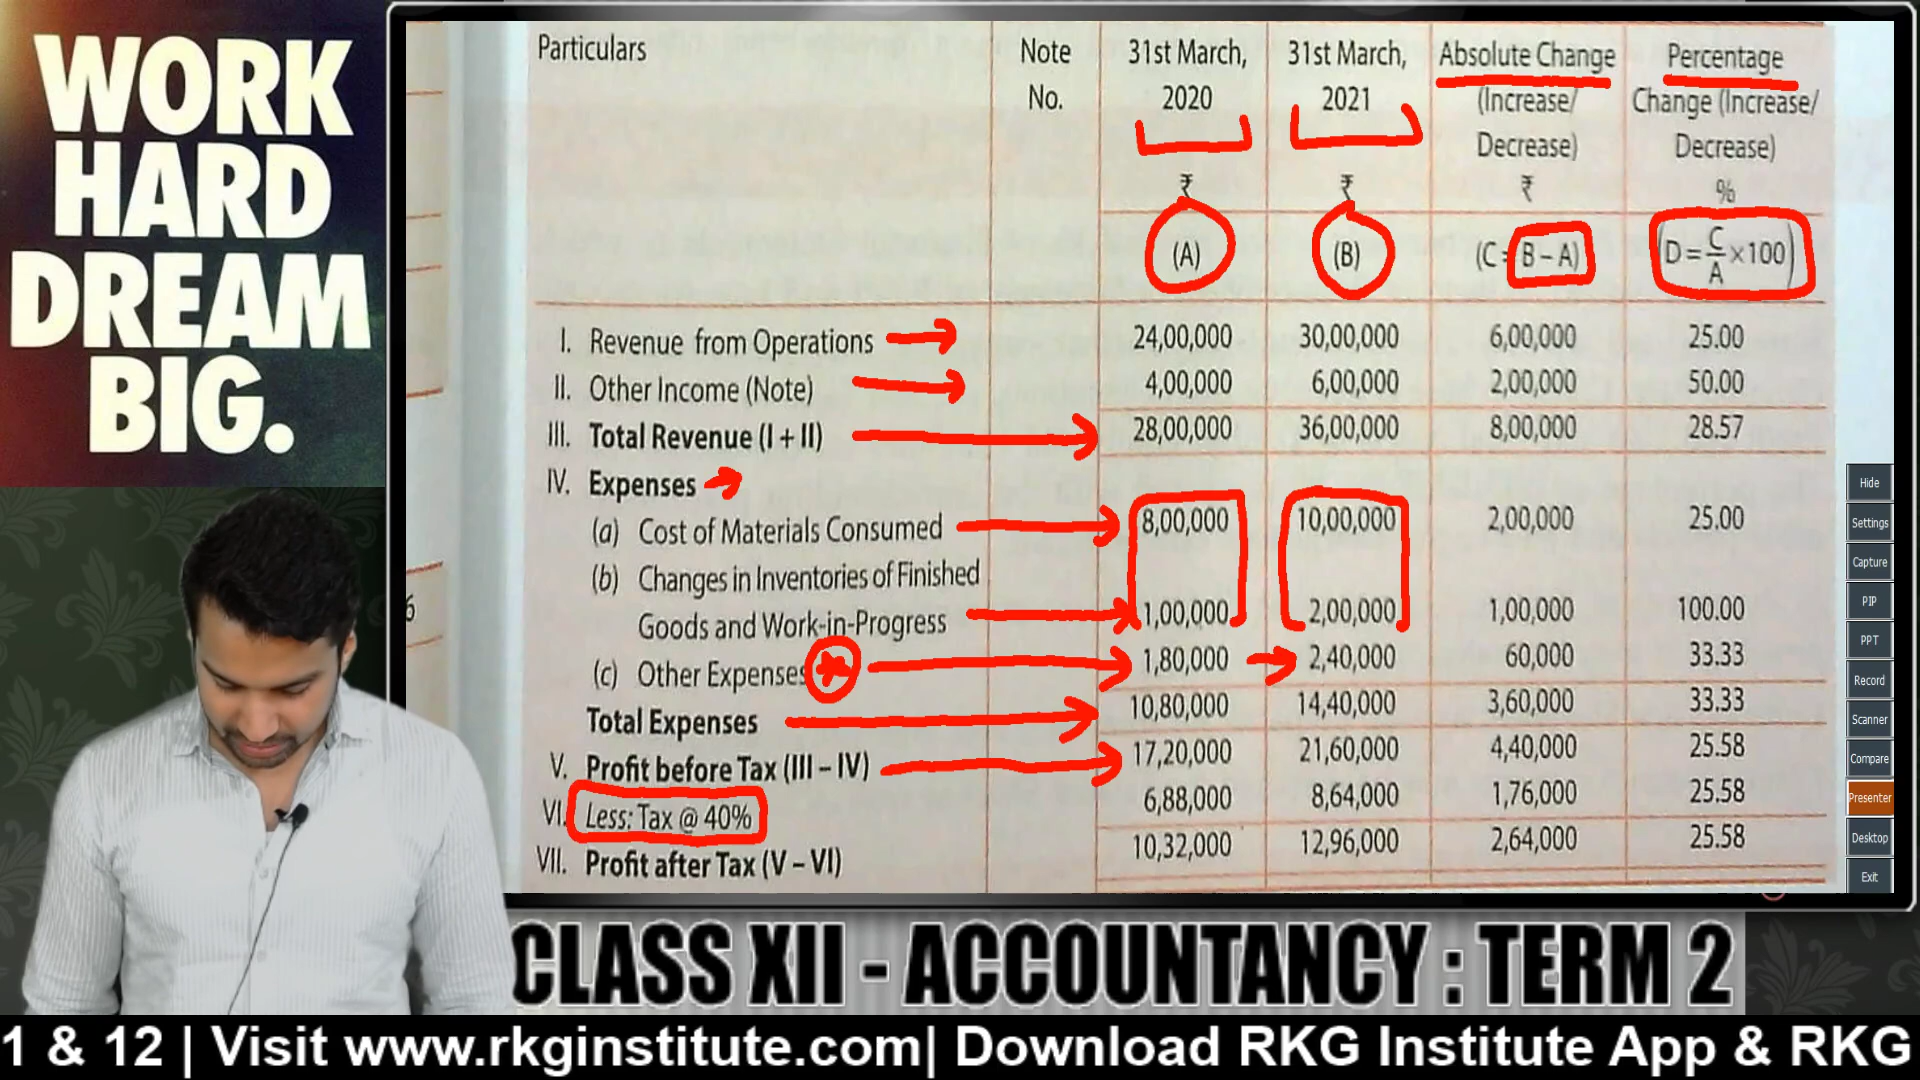 WORK
HARD
DREAM
BIG.
Particulars Note No. 31st March, 2020 31st March, 2021 Absolute Change (Increase/ Decrease) Percentage Change (Increase/ Decrease)
₹ ₹ ₹ %
(A) (B) (C = B – A) (D = C/A × 100)
I. Revenue from Operations 24,00,000 30,00,000 6,00,000 25.00
II. Other Income (Note) 4,00,000 6,00,000 2,00,000 50.00
III. Total Revenue (I + II) 28,00,000 36,00,000 8,00,000 28.57
IV. Expenses
(a) Cost of Materials Consumed 8,00,000 10,00,000 2,00,000 25.00
(b) Changes in Inventories of Finished
Goods and Work-in-Progress 1,00,000 2,00,000 1,00,000 100.00
(c) Other Expenses 1,80,000 2,40,000 60,000 33.33
Total Expenses 10,80,000 14,40,000 3,60,000 33.33
V. Profit before Tax (III – IV) 17,20,000 21,60,000 4,40,000 25.58
VI. Less: Tax @ 40% 6,88,000 8,64,000 1,76,000 25.58
VII. Profit after Tax (V – VI) 10,32,000 12,96,000 2,64,000 25.58
6
Hide
Settings
Capture
PIP
PPT
Record
Scanner
Compare
Presenter
Desktop
Exit
CLASS XII - ACCOUNTANCY : TERM 2
1 & 12 | Visit www.rkginstitute.com| Download RKG Institute App & RKG